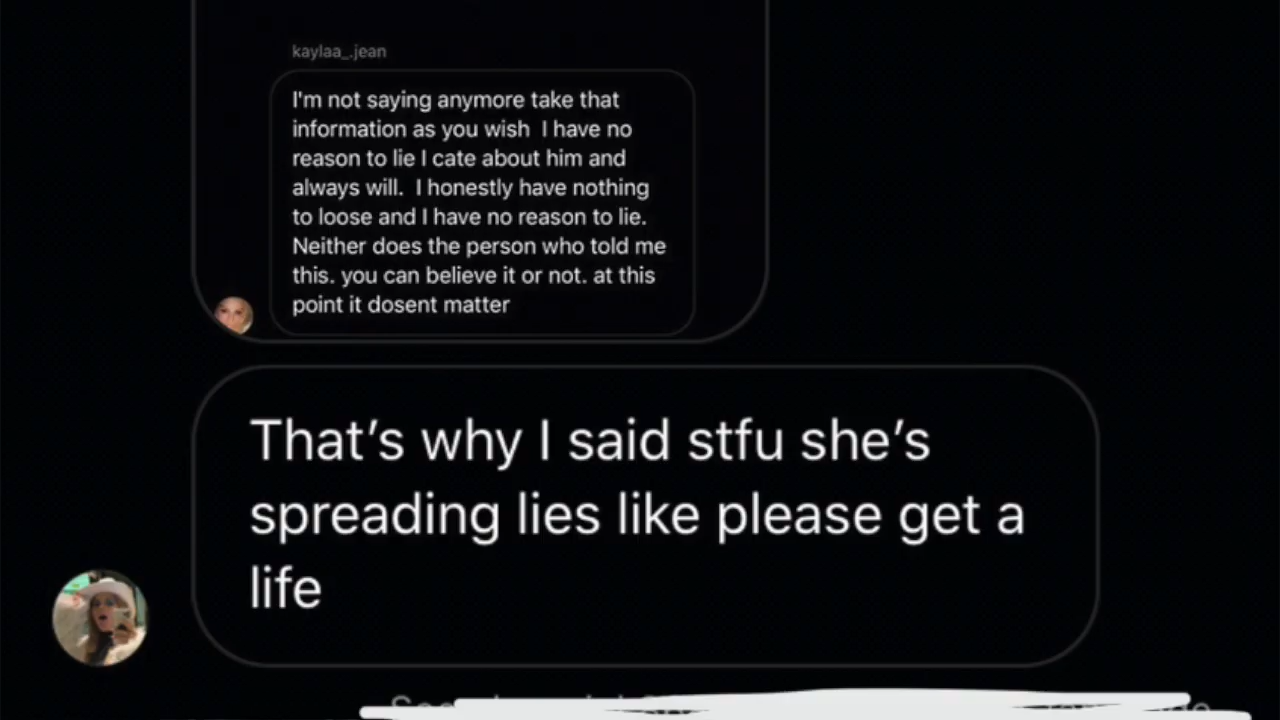 kaylaa_.jean
I'm not saying anymore take that
information as you wish  I have no
reason to lie I cate about him and
always will.  I honestly have nothing
to loose and I have no reason to lie.
Neither does the person who told me
this. you can believe it or not. at this
point it dosent matter
That's why I said stfu she's
spreading lies like please get a
life